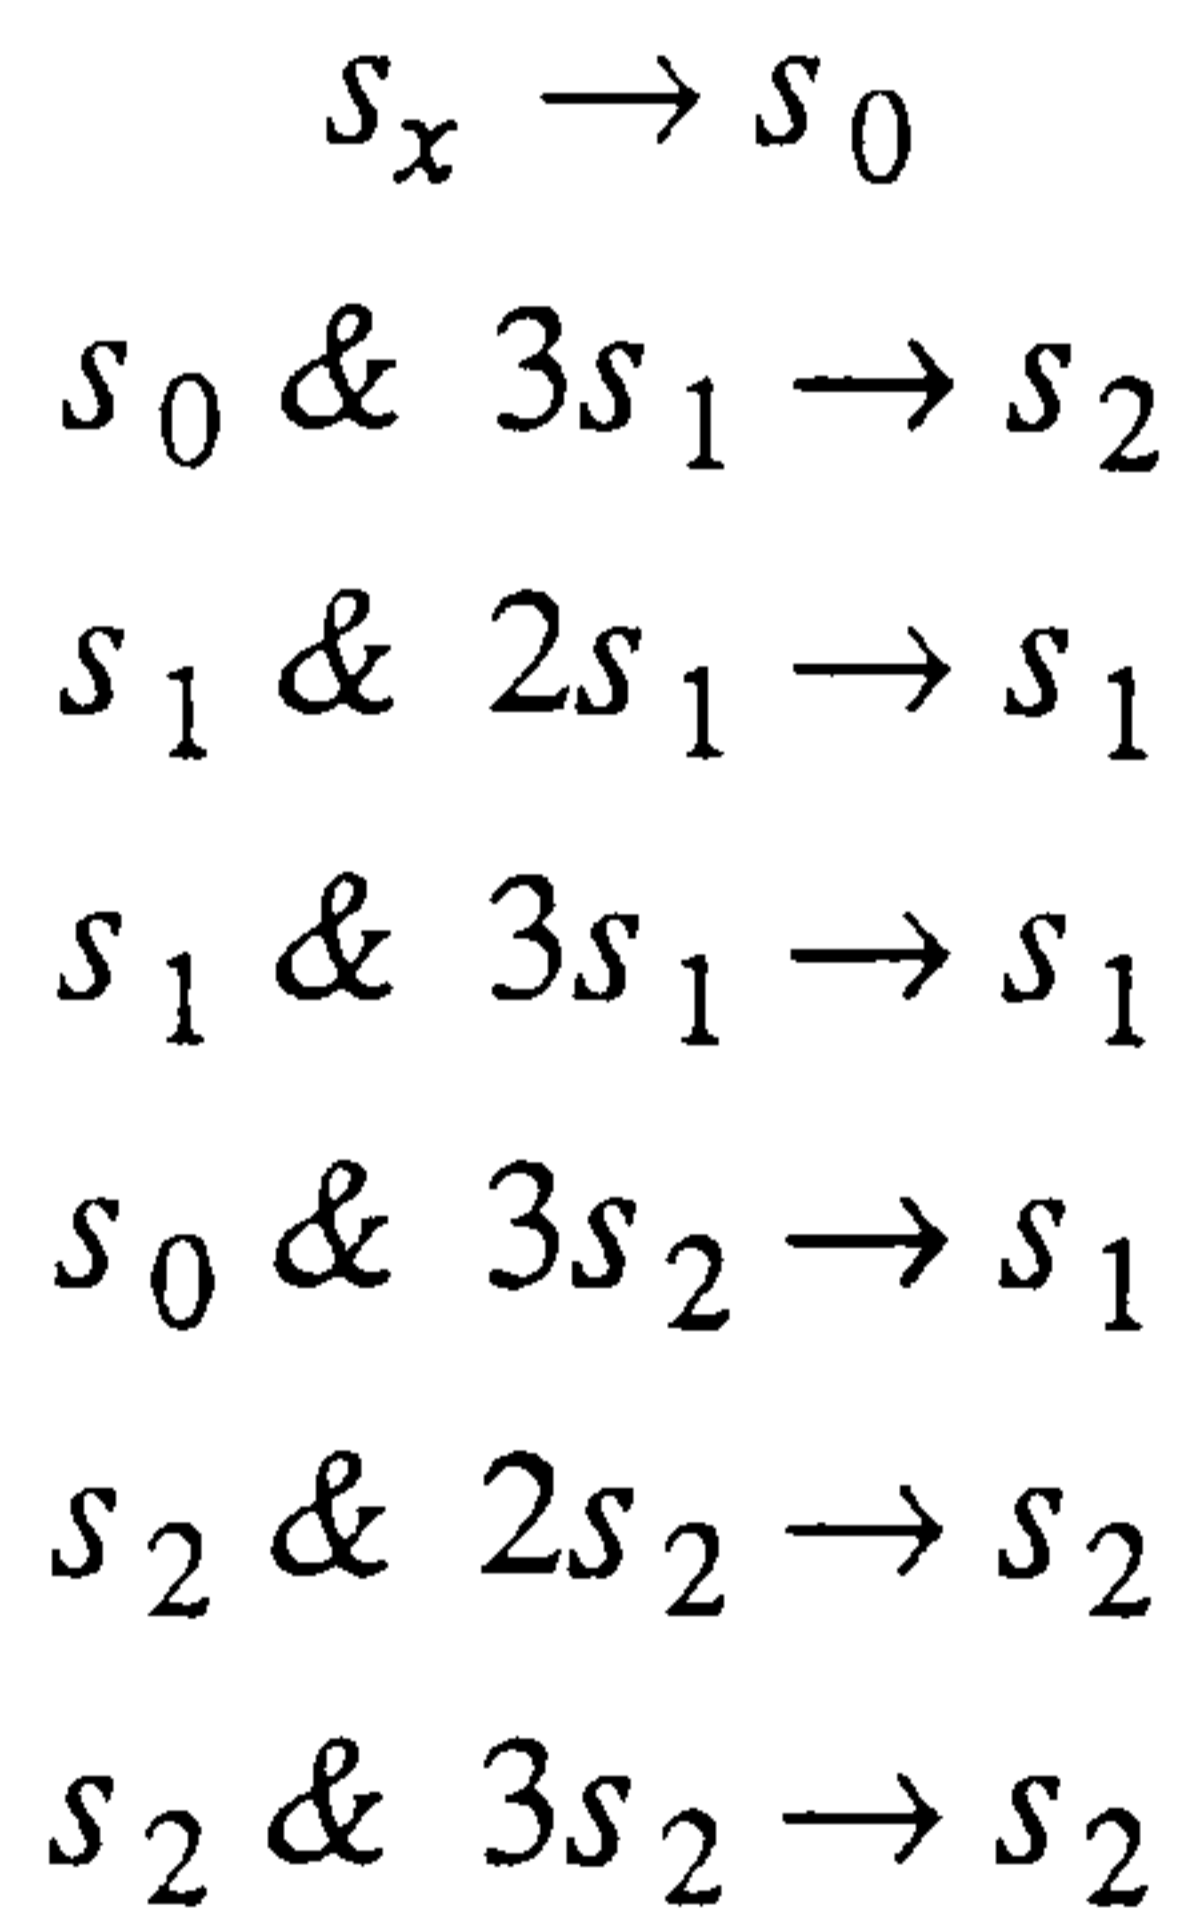 s_x → s_0
s_0 & 3s_1 → s_2
s_1 & 2s_1 → s_1
s_1 & 3s_1 → s_1
s_0 & 3s_2 → s_1
s_2 & 2s_2 → s_2
s_2 & 3s_2 → s_2